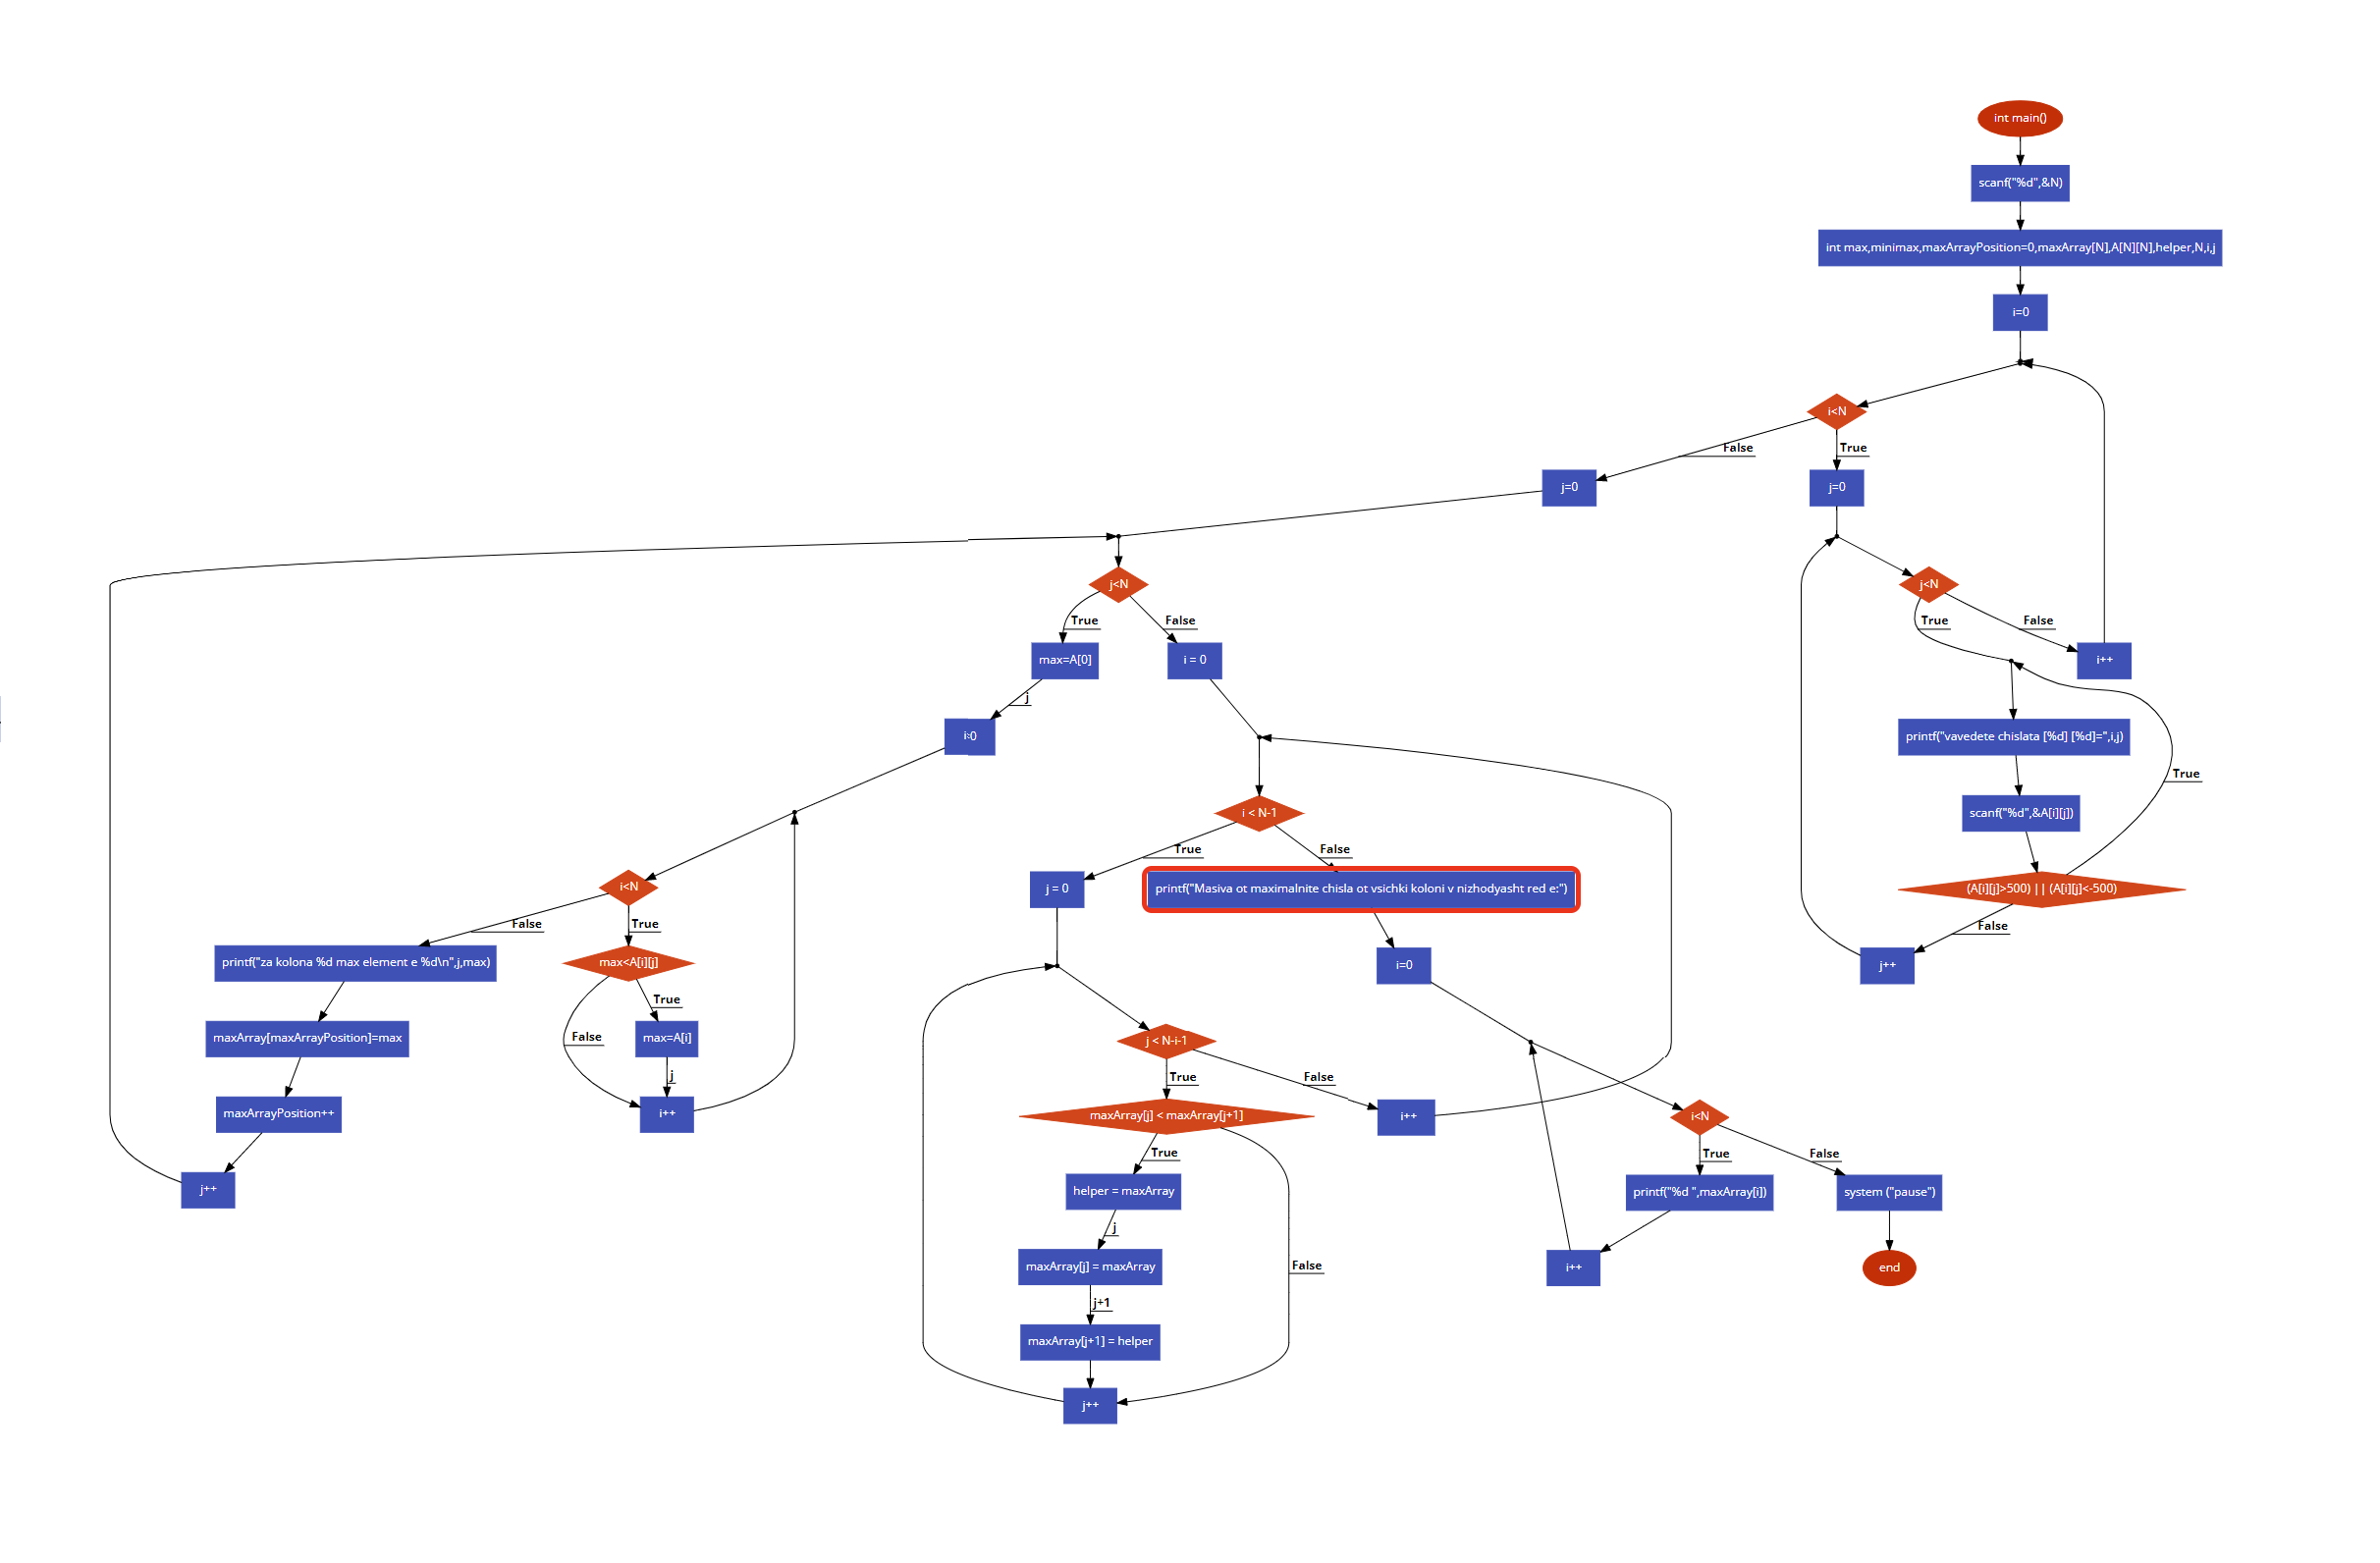 int main()
scanf("%d",&N)
int max,minimax,maxArrayPosition=0,maxArray[N],A[N][N],helper,N,i,j
i=0
i<N
False
True
j=0
j=0
j<N
True
False
j<N
True
False
max=A[0]
i = 0
i++
j
i:0
printf("vavedete chislata [%d] [%d]=",i,j)
True
i < N-1
scanf("%d",&A[i][j])
True
False
i<N
j = 0
printf("Masiva ot maximalnite chisla ot vsichki koloni v nizhodyasht red e:")
(A[i][j]>500) || (A[i][j]<-500)
False
True
False
printf("za kolona %d max element e %d\n",j,max)
max<A[i][j]
i=0
j++
True
False
maxArray[maxArrayPosition]=max
max=A[i]
j < N-i-1
j
True
False
maxArrayPosition++
i++
maxArray[j] < maxArray[j+1]
i++
i<N
True
True
False
j++
helper = maxArray
printf("%d ",maxArray[i])
system ("pause")
j
False
maxArray[j] = maxArray
i++
end
j+1
maxArray[j+1] = helper
j++